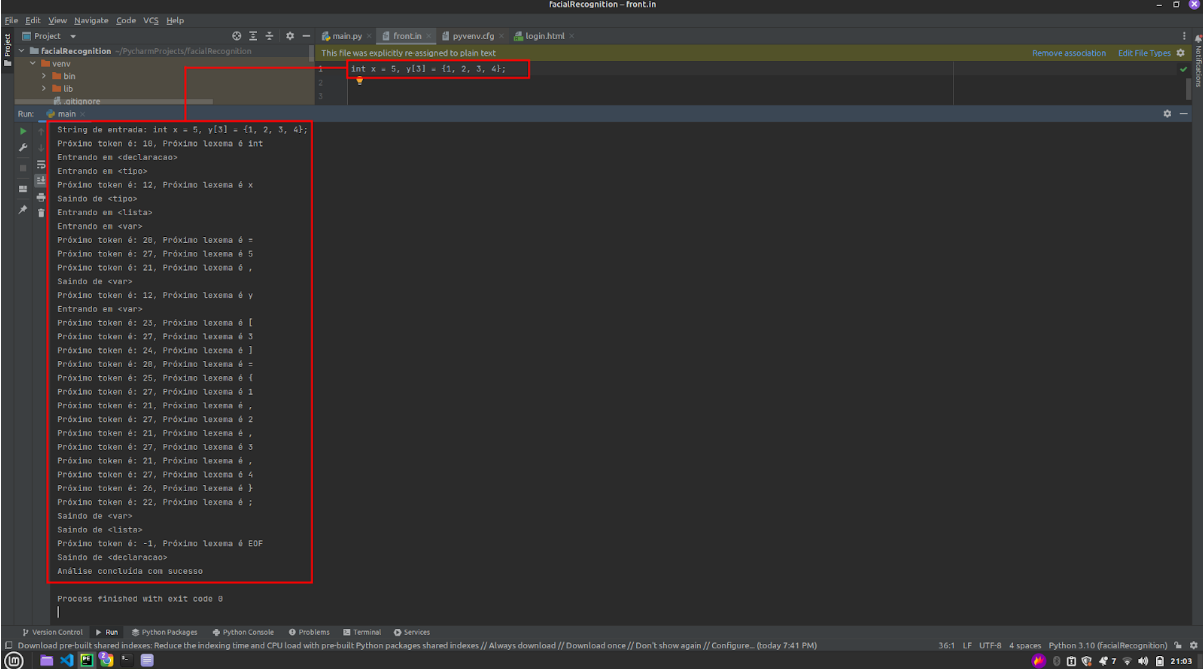 facialRecognition – front.in
File Edit View Navigate Code VCS Help
Project
main.py
front.in
pyvenv.cfg
login.html
Project
facialRecognition ~/PycharmProjects/facialRecognition
venv
bin
lib
.gitignore
This file was explicitly re-assigned to plain text
Remove association
Edit File Types
Notifications
1 int x = 5, y[3] = {1, 2, 3, 4};
2
3
Run: main
String de entrada: int x = 5, y[3] = {1, 2, 3, 4};
Próximo token é: 10, Próximo lexema é int
Entrando em <declaracao>
Entrando em <tipo>
Próximo token é: 12, Próximo lexema é x
Saindo de <tipo>
Entrando em <lista>
Entrando em <var>
Próximo token é: 20, Próximo lexema é =
Próximo token é: 27, Próximo lexema é 5
Próximo token é: 21, Próximo lexema é ,
Saindo de <var>
Próximo token é: 12, Próximo lexema é y
Entrando em <var>
Próximo token é: 23, Próximo lexema é [
Próximo token é: 27, Próximo lexema é 3
Próximo token é: 24, Próximo lexema é ]
Próximo token é: 20, Próximo lexema é =
Próximo token é: 25, Próximo lexema é {
Próximo token é: 27, Próximo lexema é 1
Próximo token é: 21, Próximo lexema é ,
Próximo token é: 27, Próximo lexema é 2
Próximo token é: 21, Próximo lexema é ,
Próximo token é: 27, Próximo lexema é 3
Próximo token é: 21, Próximo lexema é ,
Próximo token é: 27, Próximo lexema é 4
Próximo token é: 26, Próximo lexema é }
Próximo token é: 22, Próximo lexema é ;
Saindo de <var>
Saindo de <lista>
Próximo token é: -1, Próximo lexema é EOF
Saindo de <declaracao>
Análise concluída com sucesso
Process finished with exit code 0
Version Control Run Python Packages Python Console Problems Terminal Services
Download pre-built shared indexes: Reduce the indexing time and CPU load with pre-built Python packages shared indexes // Always download // Download once // Don't show again // Configure... (today 7:41 PM)
36:1 LF UTF-8 4 spaces Python 3.10 (facialRecognition)
7
21:03